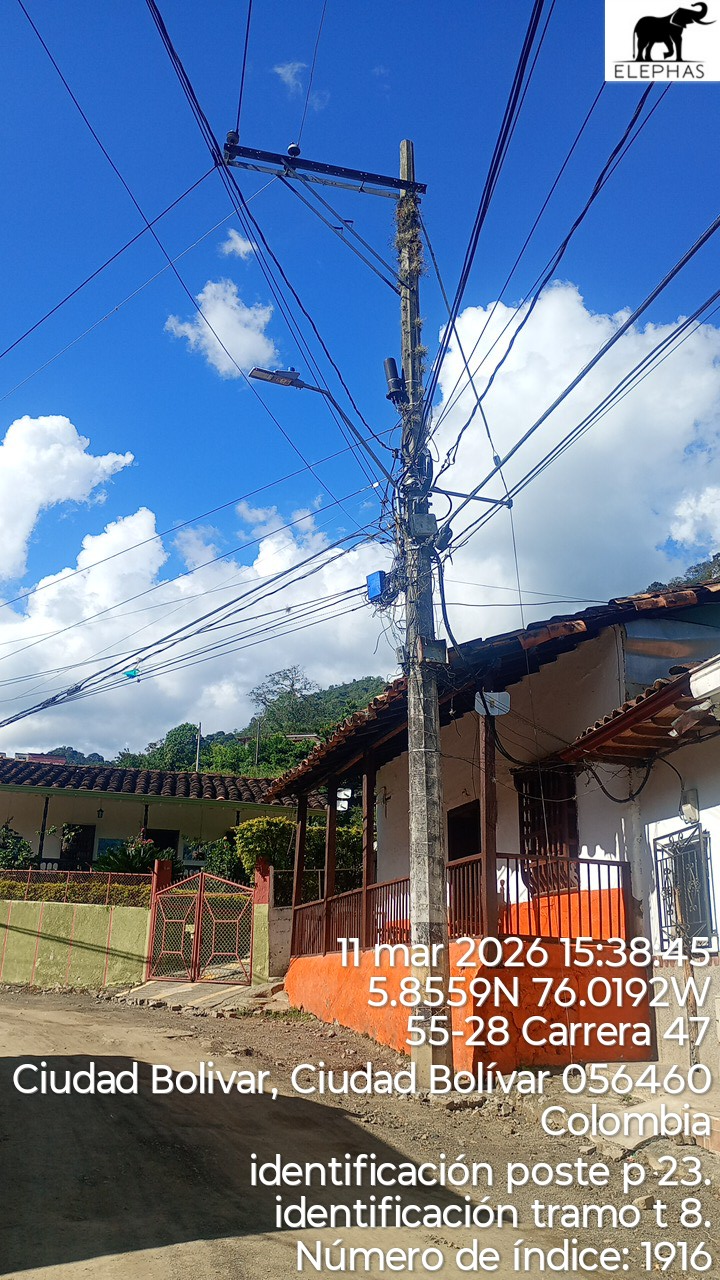 ELEPHAS
11 mar 2026 15:38:45
5.8559N 76.0192W
55-28 Carrera 47
Ciudad Bolivar, Ciudad Bolívar 056460
Colombia
identificación poste p 23.
identificación tramo t 8.
Número de índice: 1916